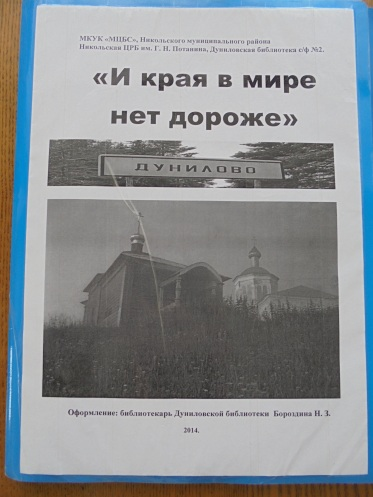 МКУК «МЦБС», Никольского муниципального района
Никольская ЦРБ им. Г. Н. Потанина, Дуниловская библиотека с/ф №2.
«И края в мире
нет дороже»
ДУНИЛОВО
Оформление: библиотекарь Дуниловской библиотеки Бороздина Н. З.
2014.